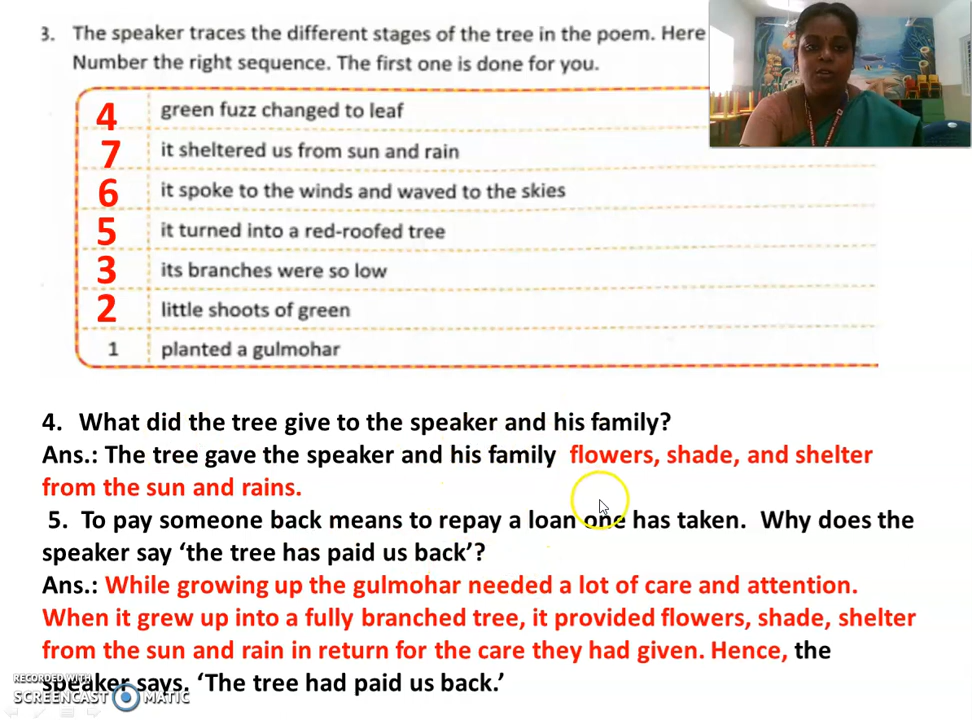 3. The speaker traces the different stages of the tree in the poem. Here
Number the right sequence. The first one is done for you.
4 green fuzz changed to leaf
7 it sheltered us from sun and rain
6 it spoke to the winds and waved to the skies
5 it turned into a red-roofed tree
3 its branches were so low
2 little shoots of green
1 planted a gulmohar
4. What did the tree give to the speaker and his family?
Ans.: The tree gave the speaker and his family flowers, shade, and shelter
from the sun and rains.
5. To pay someone back means to repay a loan one has taken. Why does the
speaker say ‘the tree has paid us back’?
Ans.: While growing up the gulmohar needed a lot of care and attention.
When it grew up into a fully branched tree, it provided flowers, shade, shelter
from the sun and rain in return for the care they had given. Hence, the
speaker says. ‘The tree had paid us back.’
RECORDED WITH
SCREENCAST MATIC